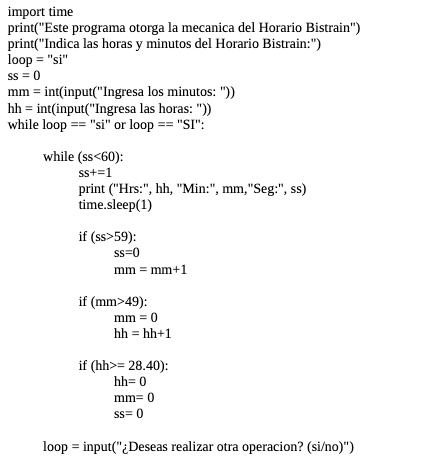 import time
print("Este programa otorga la mecanica del Horario Bistrain")
print("Indica las horas y minutos del Horario Bistrain:")
loop = "si"
ss = 0
mm = int(input("Ingresa los minutos: "))
hh = int(input("Ingresa las horas: "))
while loop == "si" or loop == "SI":
while (ss<60):
ss+=1
print ("Hrs:", hh, "Min:", mm,"Seg:", ss)
time.sleep(1)
if (ss>59):
ss=0
mm = mm+1
if (mm>49):
mm = 0
hh = hh+1
if (hh>= 28.40):
hh= 0
mm= 0
ss= 0
loop = input("¿Deseas realizar otra operacion? (si/no)")